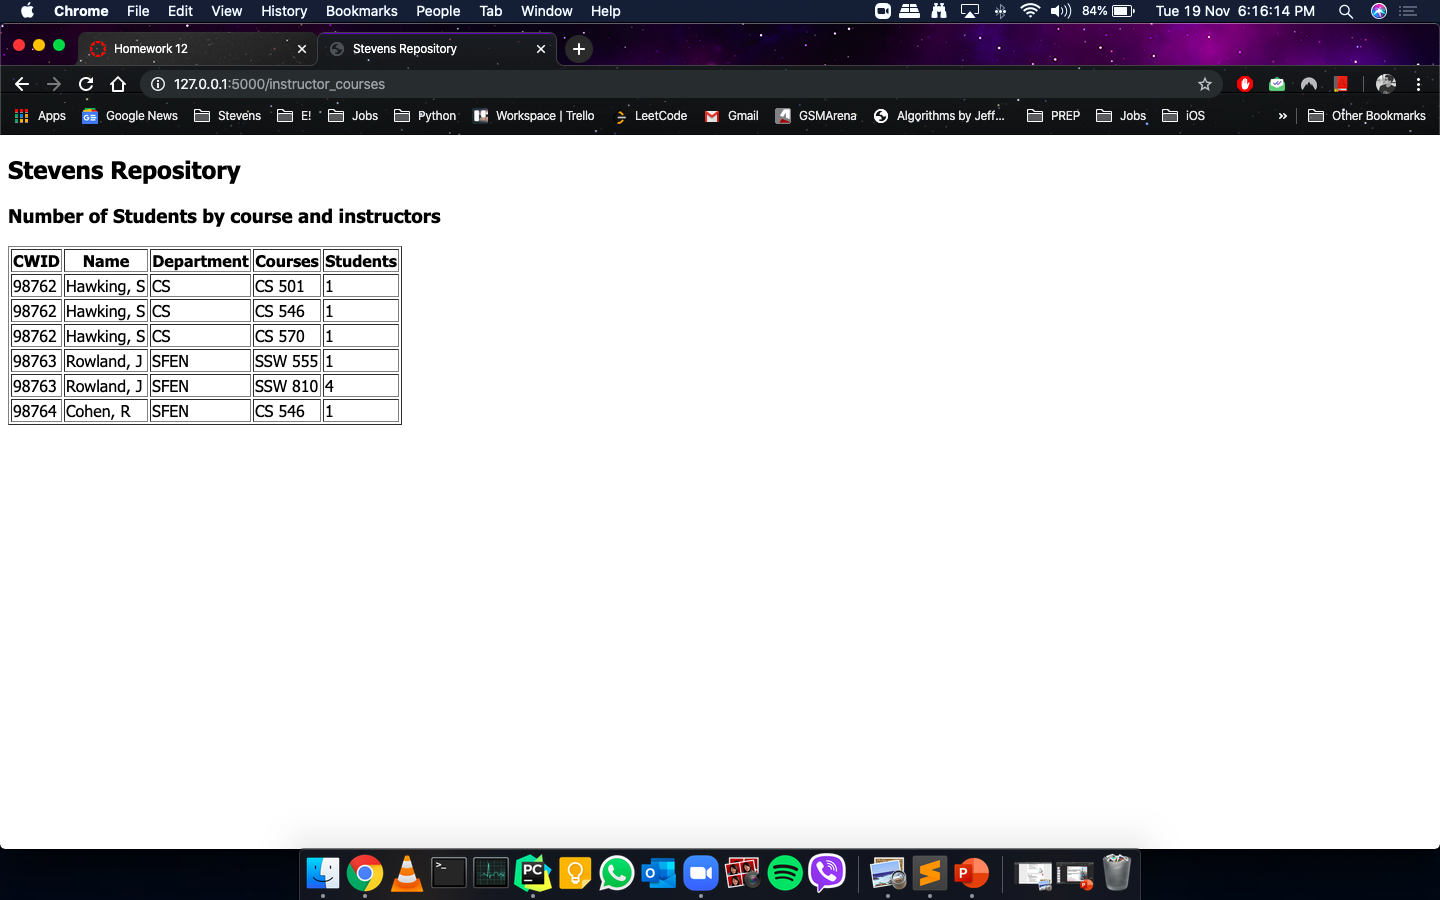 Chrome File Edit View History Bookmarks People Tab Window Help 84% Tue 19 Nov 6:16:14 PM
Homework 12 Stevens Repository
127.0.0.1:5000/instructor_courses
Apps Google News Stevens E! Jobs Python Workspace | Trello LeetCode Gmail GSMArena Algorithms by Jeff... PREP Jobs iOS » Other Bookmarks
Stevens Repository
Number of Students by course and instructors
CWID Name Department Courses Students
98762 Hawking, S CS CS 501 1
98762 Hawking, S CS CS 546 1
98762 Hawking, S CS CS 570 1
98763 Rowland, J SFEN SSW 555 1
98763 Rowland, J SFEN SSW 810 4
98764 Cohen, R SFEN CS 546 1